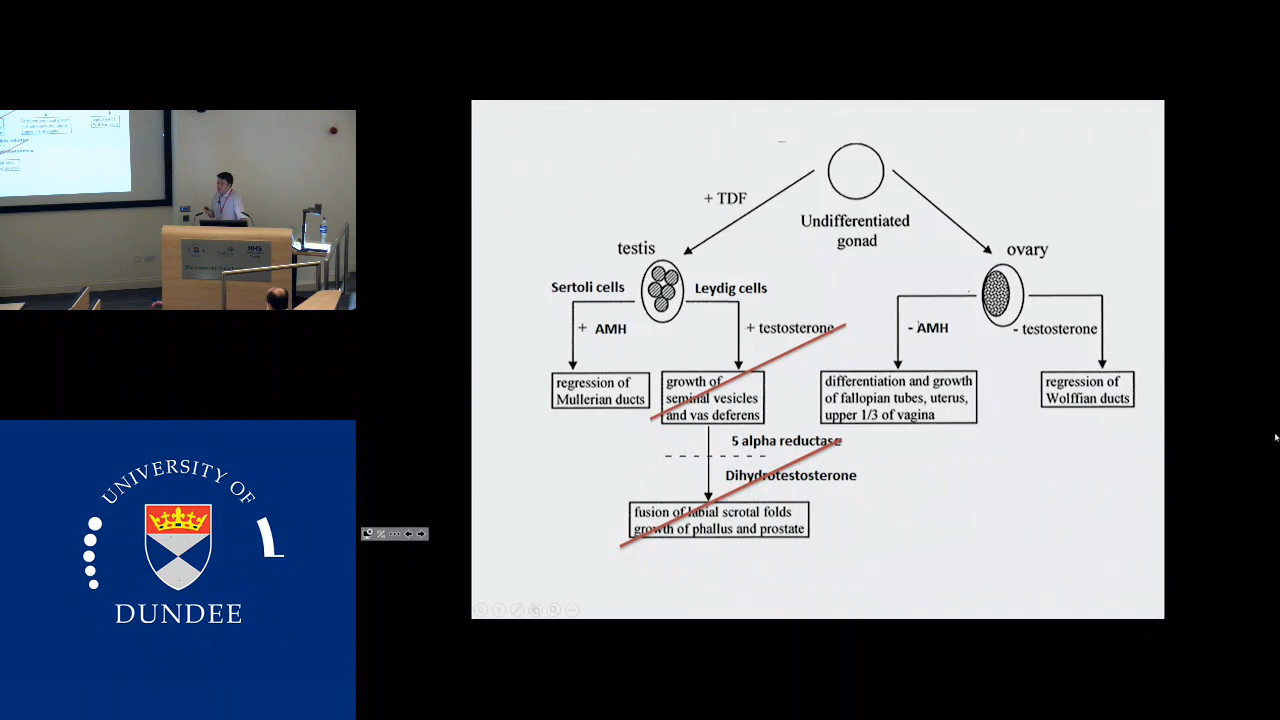 + TDF
Undifferentiated
gonad
testis
ovary
Sertoli cells
Leydig cells
+ AMH
+ testosterone
- AMH
- testosterone
regression of
Mullerian ducts
growth of
seminal vesicles
and vas deferens
differentiation and growth
of fallopian tubes, uterus,
upper 1/3 of vagina
regression of
Wolffian ducts
5 alpha reductase
Dihydrotestosterone
fusion of labial scrotal folds
growth of phallus and prostate
UNIVERSITY OF
DUNDEE
NHS